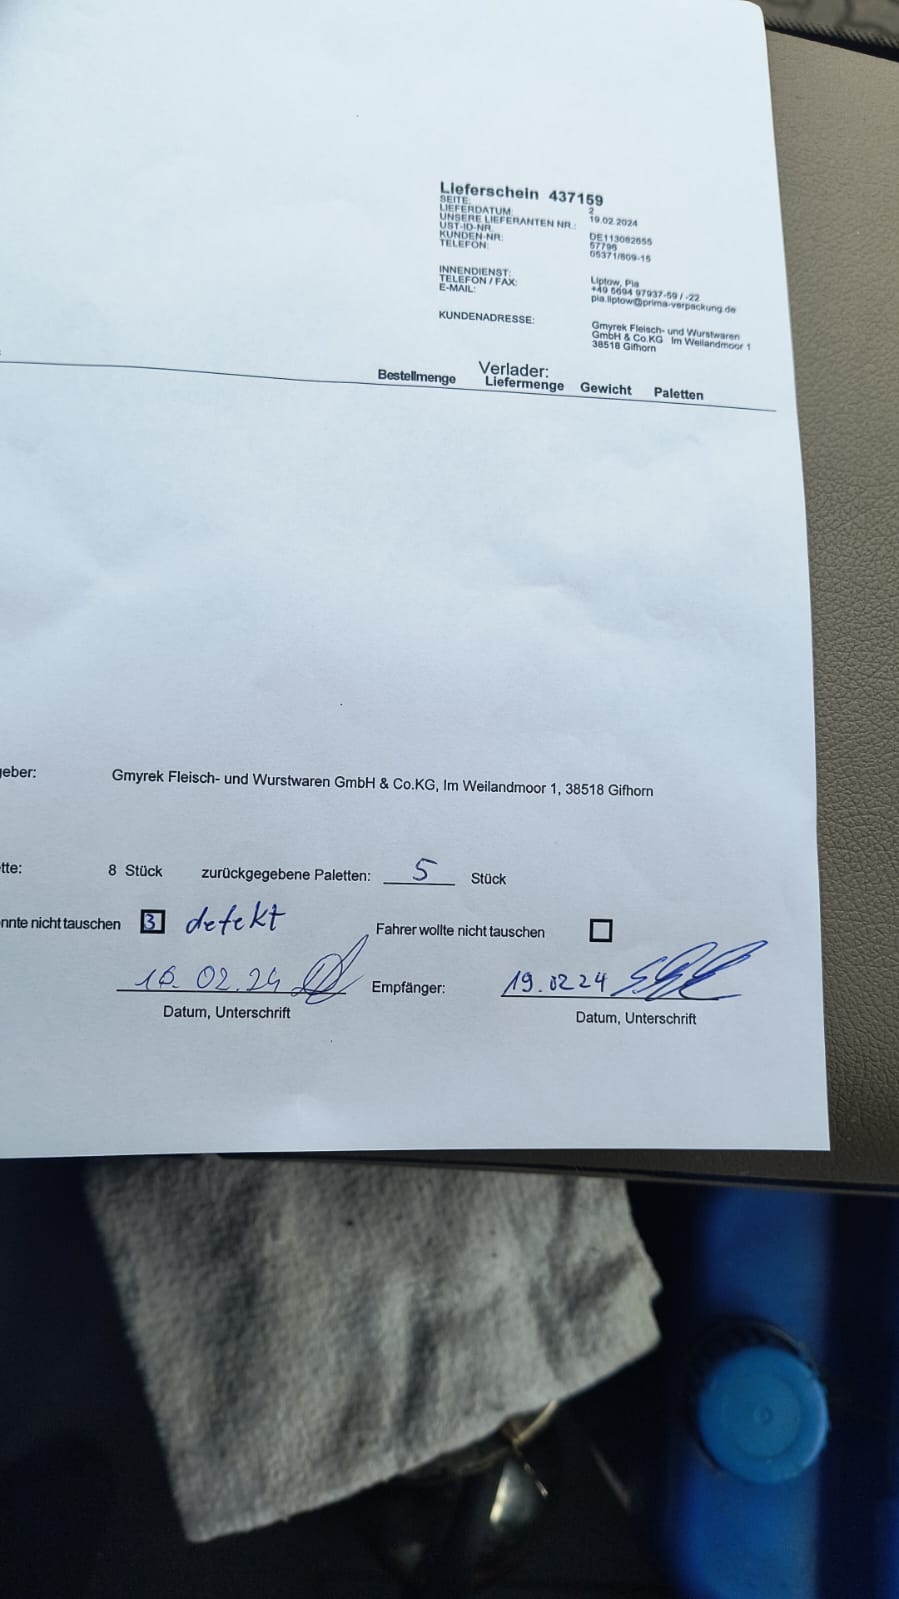 Lieferschein 437159
SEITE: 2
LIEFERDATUM: 19.02.2024
UNSERE LIEFERANTEN NR.:
UST-ID-NR. DE113082655
KUNDEN-NR: 57796
TELEFON: 05371/809-15
INNENDIENST: Liptow, Pia
TELEFON / FAX: +49 5694 97937-59 / -22
E-MAIL: pia.liptow@prima-verpackung.de
KUNDENADRESSE: Gmyrek Fleisch- und Wurstwaren
GmbH & Co.KG Im Weilandmoor 1
38518 Gifhorn
Verlader:
Bestellmenge Liefermenge Gewicht Paletten
geber: Gmyrek Fleisch- und Wurstwaren GmbH & Co.KG, Im Weilandmoor 1, 38518 Gifhorn
tte: 8 Stück zurückgegebene Paletten: 5 Stück
nnte nicht tauschen 3 defekt Fahrer wollte nicht tauschen
02.24 Empfänger: 19.02 24
Datum, Unterschrift Datum, Unterschrift